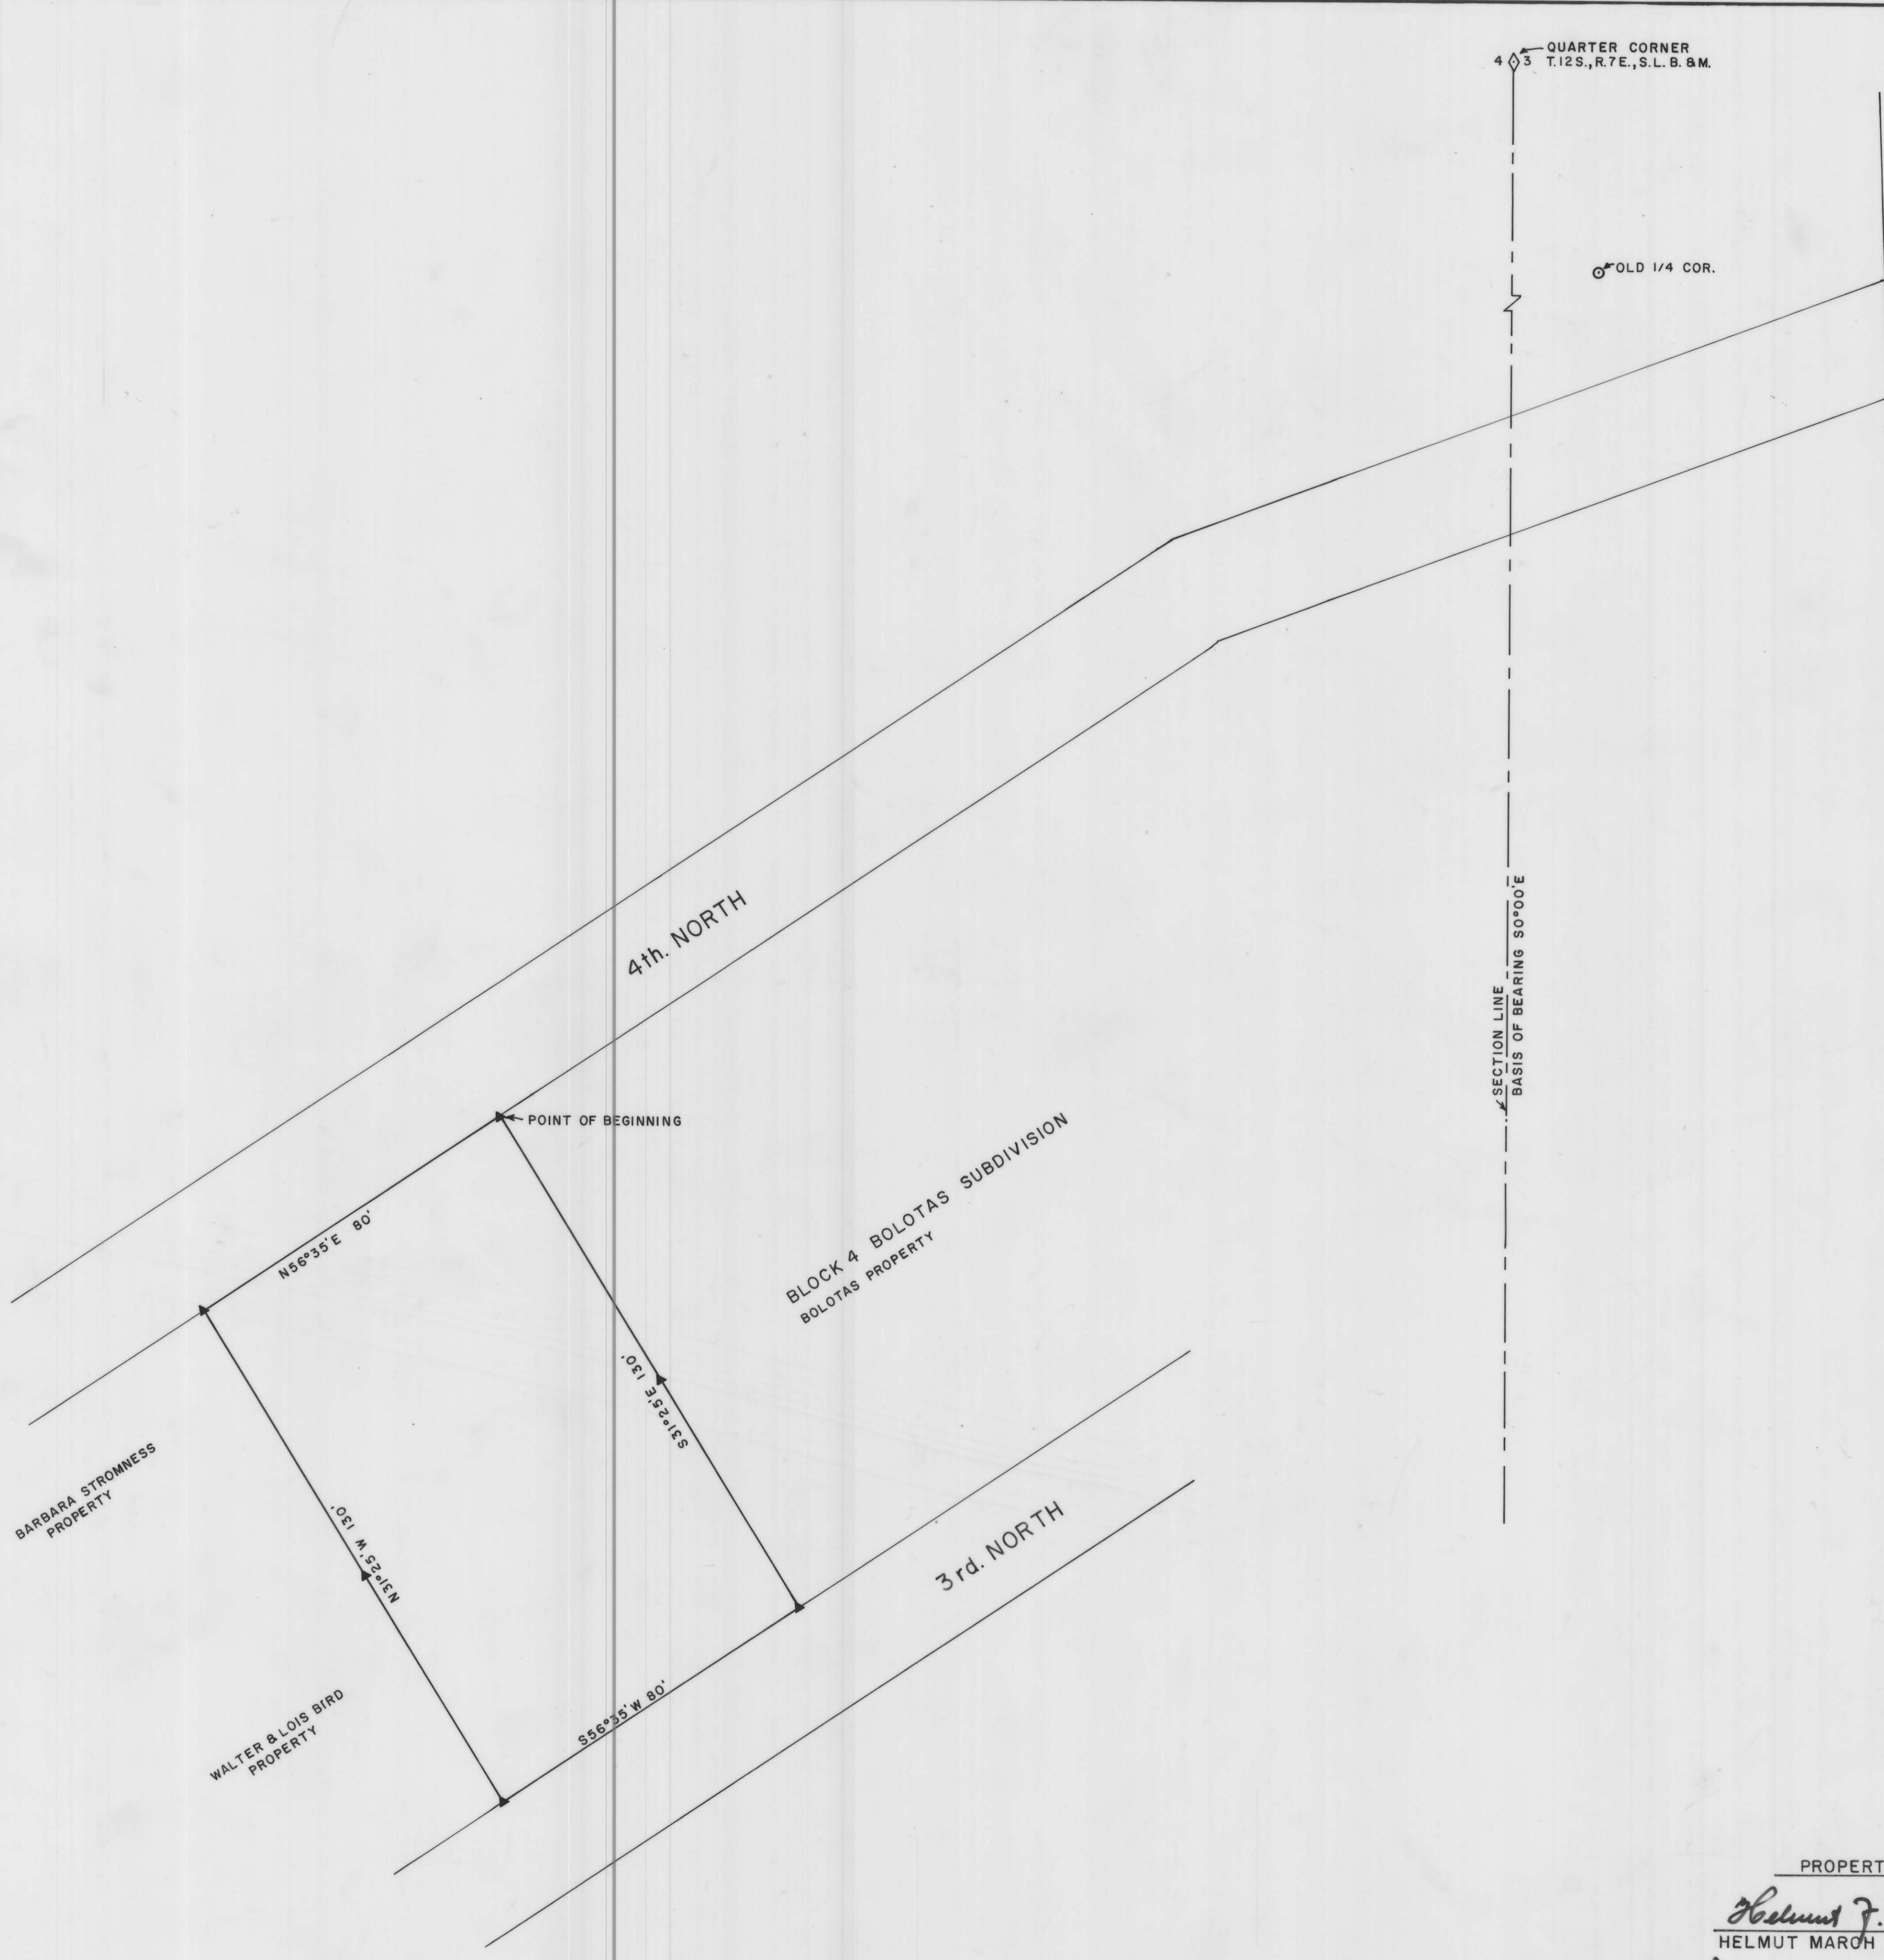 QUARTER CORNER
4 3 T.12S.,R.7E.,S.L.B.&M.
OLD 1/4 COR.
4th. NORTH
SECTION LINE
BASIS OF BEARING S0°00'E
POINT OF BEGINNING
N56°35'E 80'
BLOCK 4 BOLOTAS SUBDIVISION
BOLOTAS PROPERTY
S31°25'E 130'
BARBARA STROMNESS
PROPERTY
N31°25'W 130'
3rd. NORTH
S56°35'W 80'
WALTER & LOIS BIRD
PROPERTY
PROPERT
Helmut F.
HELMUT MARCH